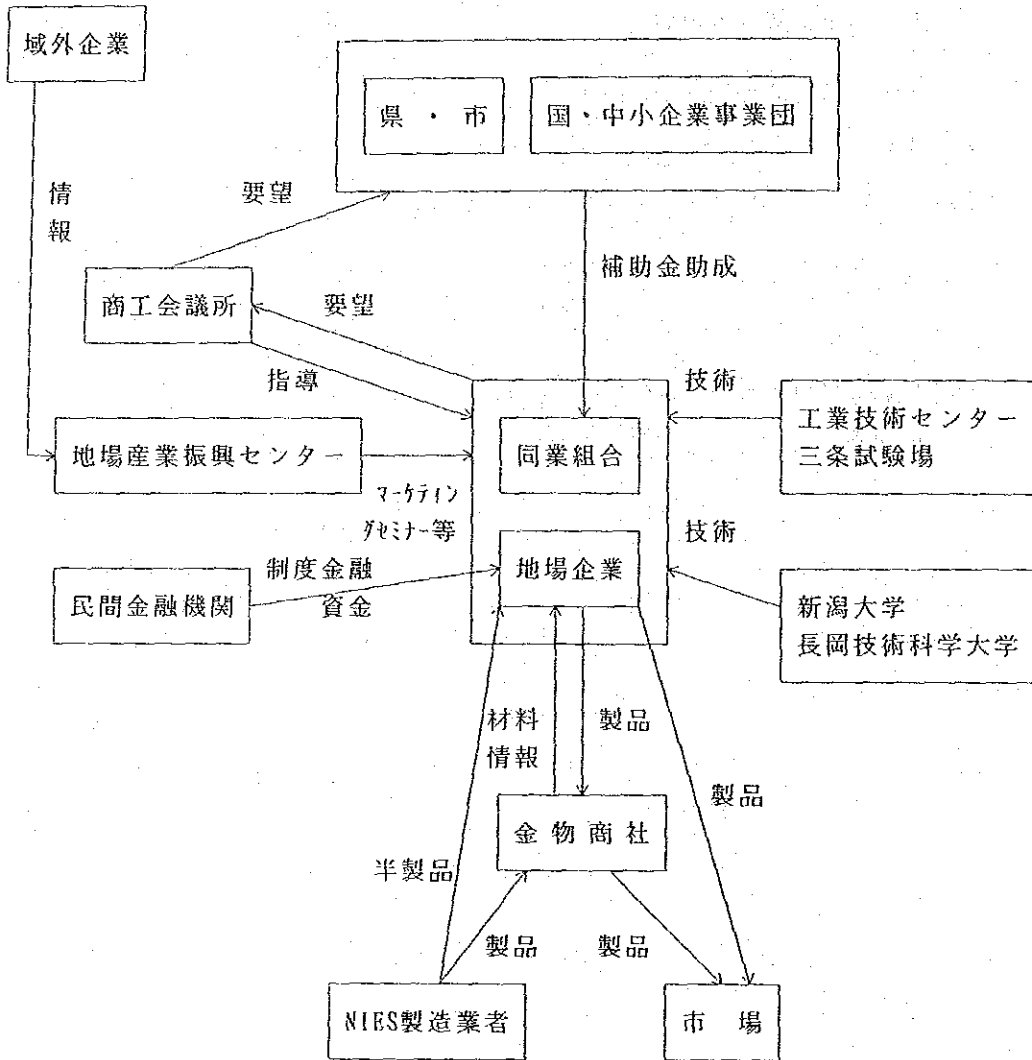 域外企業
県・市
国・中小企業事業団
情
報
要望
補助金助成
商工会議所
要望
指導
技術
地場産業振興センター
同業組合
工業技術センター
三条試験場
マーケティン
グセミナー等
技術
民間金融機関
制度金融
資金
地場企業
新潟大学
長岡技術科学大学
材料
情報
製品
製品
金物商社
半製品
製品
製品
NIES製造業者
市場